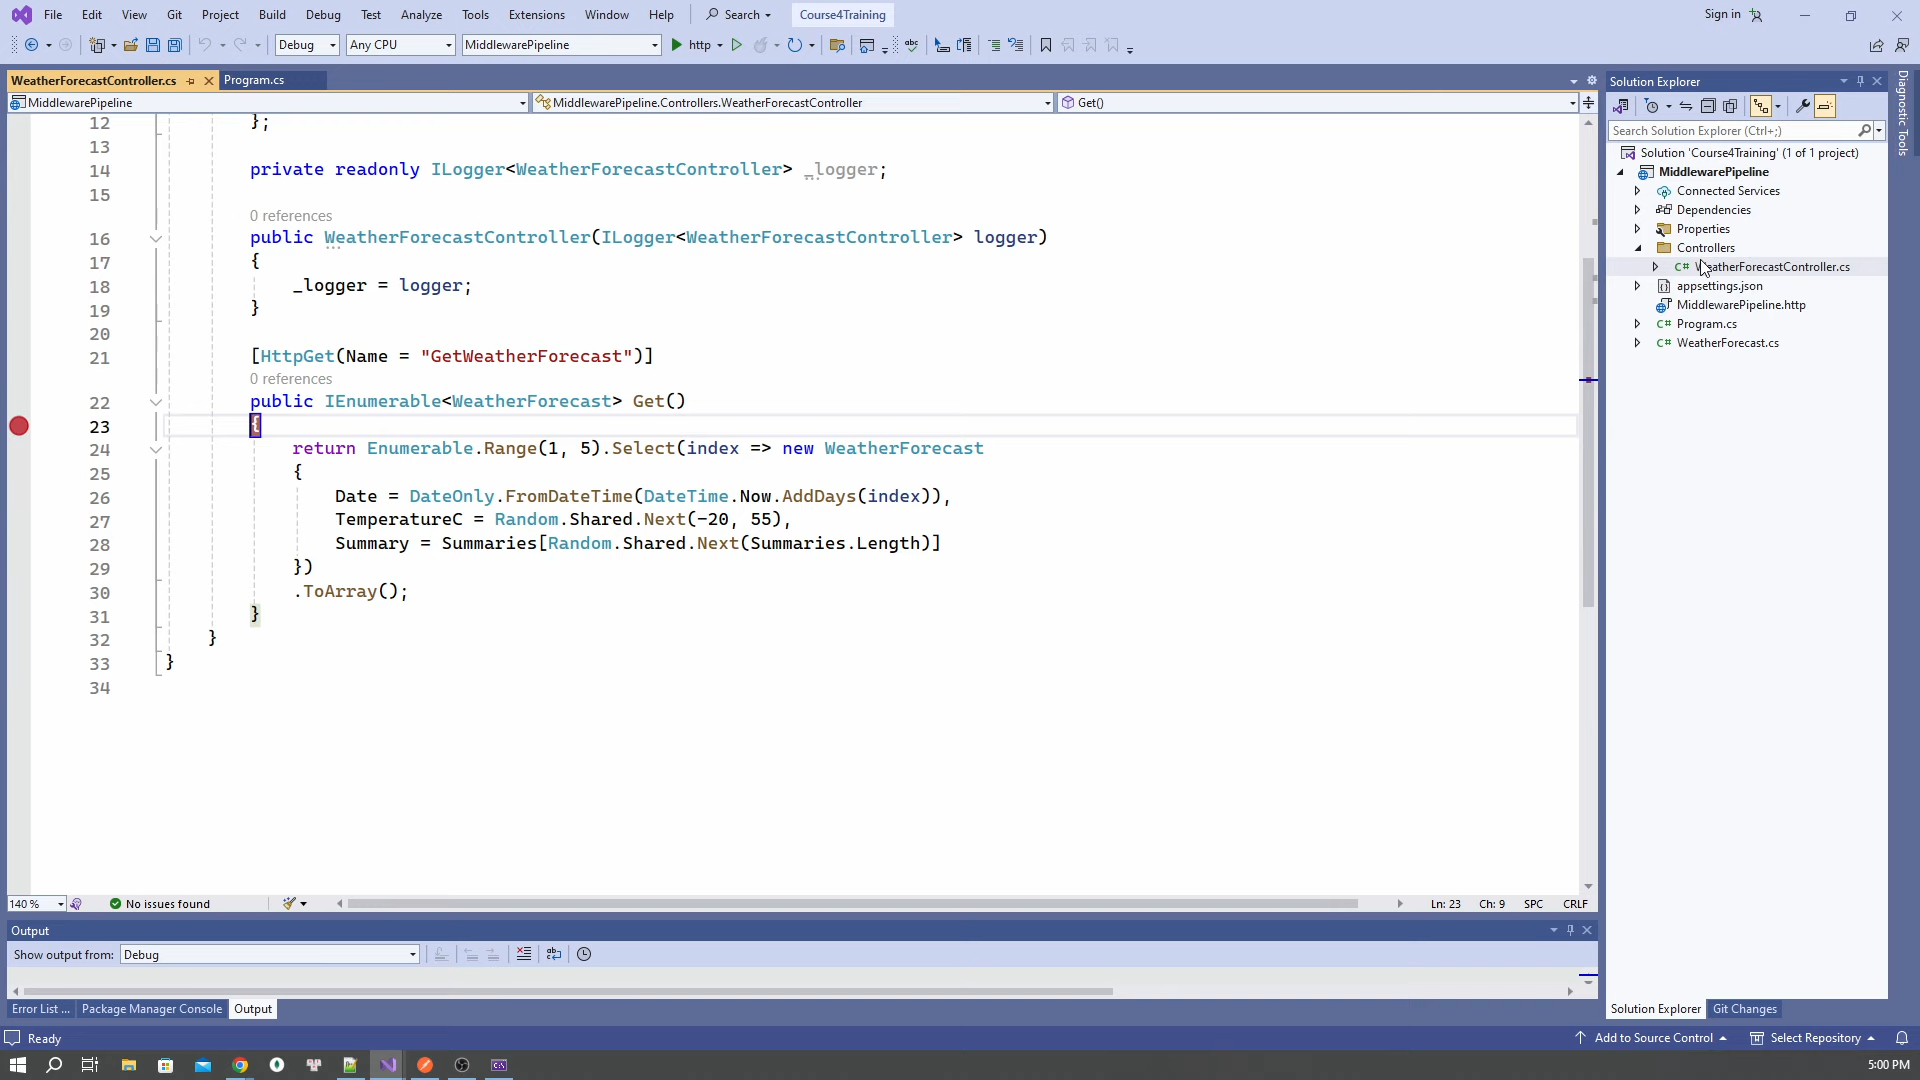 File Edit View Git Project Build Debug Test Analyze Tools Extensions Window Help Search Course4Training Sign in
Debug Any CPU MiddlewarePipeline http
WeatherForecastController.cs Program.cs
MiddlewarePipeline MiddlewarePipeline.Controllers.WeatherForecastController Get()
12 };
13
14 private readonly ILogger<WeatherForecastController> _logger;
15
0 references
16 public WeatherForecastController(ILogger<WeatherForecastController> logger)
17 {
18 _logger = logger;
19 }
20
21 [HttpGet(Name = "GetWeatherForecast")]
0 references
22 public IEnumerable<WeatherForecast> Get()
23 {
24 return Enumerable.Range(1, 5).Select(index => new WeatherForecast
25 {
26 Date = DateOnly.FromDateTime(DateTime.Now.AddDays(index)),
27 TemperatureC = Random.Shared.Next(-20, 55),
28 Summary = Summaries[Random.Shared.Next(Summaries.Length)]
29 })
30 .ToArray();
31 }
32 }
33 }
34
140 % No issues found Ln: 23 Ch: 9 SPC CRLF
Output
Show output from: Debug
Error List ... Package Manager Console Output
Solution Explorer
Search Solution Explorer (Ctrl+;)
Solution 'Course4Training' (1 of 1 project)
MiddlewarePipeline
Connected Services
Dependencies
Properties
Controllers
C# WeatherForecastController.cs
appsettings.json
MiddlewarePipeline.http
C# Program.cs
C# WeatherForecast.cs
Solution Explorer Git Changes
Diagnostic Tools
Ready Add to Source Control Select Repository
5:00 PM